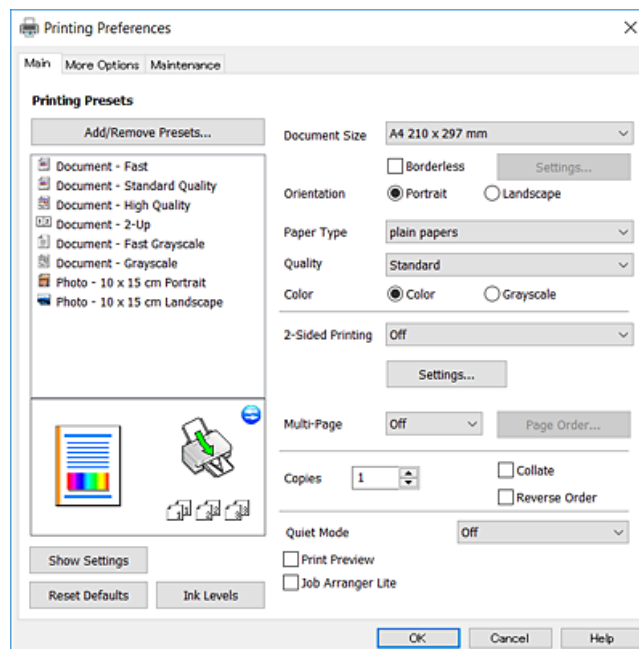 Printing Preferences
Main More Options Maintenance
Printing Presets
Add/Remove Presets...
Document - Fast
Document - Standard Quality
Document - High Quality
Document - 2-Up
Document - Fast Grayscale
Document - Grayscale
Photo - 10 x 15 cm Portrait
Photo - 10 x 15 cm Landscape
Show Settings
Reset Defaults Ink Levels
Document Size A4 210 x 297 mm
Borderless Settings...
Orientation Portrait Landscape
Paper Type plain papers
Quality Standard
Color Color Grayscale
2-Sided Printing Off
Settings...
Multi-Page Off Page Order...
Copies 1 Collate
Reverse Order
Quiet Mode Off
Print Preview
Job Arranger Lite
OK Cancel Help